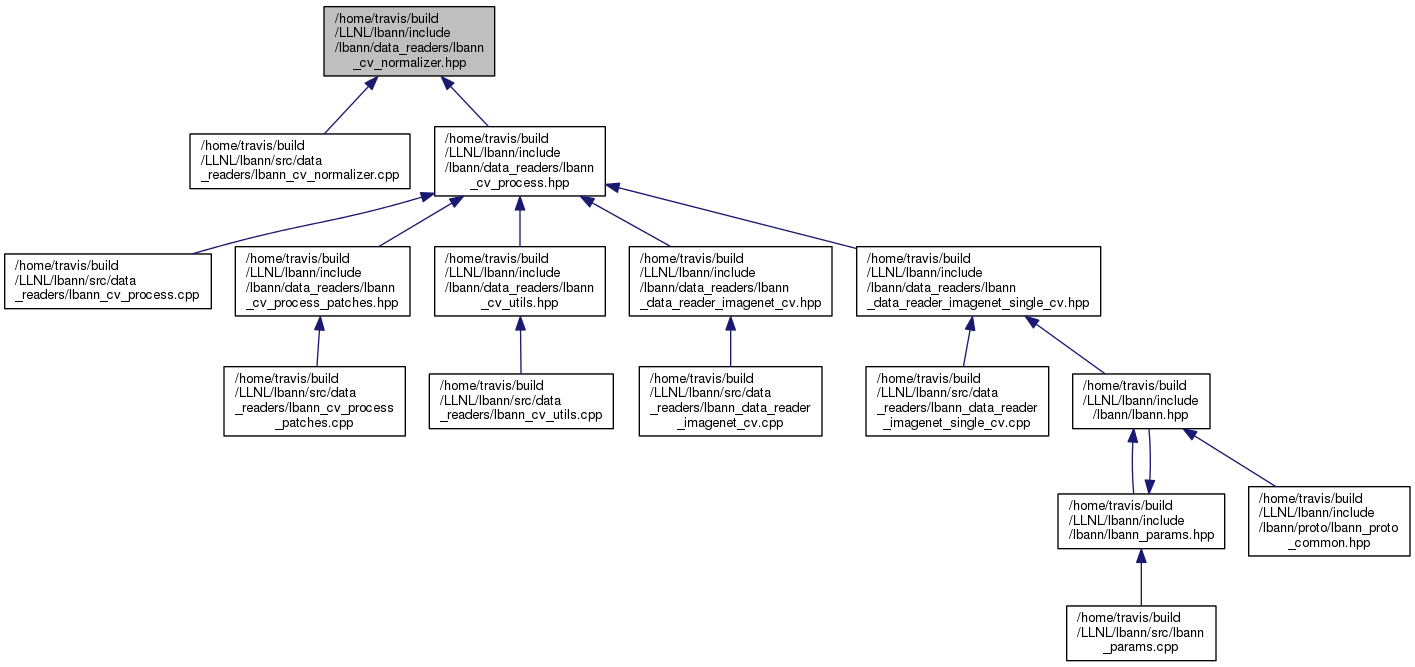 /home/travis/build
/LLNL/lbann/include
/lbann/data_readers/lbann
_cv_normalizer.hpp
/home/travis/build
/LLNL/lbann/src/data
_readers/lbann_cv_normalizer.cpp
/home/travis/build
/LLNL/lbann/include
/lbann/data_readers/lbann
_cv_process.hpp
/home/travis/build
/LLNL/lbann/src/data
_readers/lbann_cv_process.cpp
/home/travis/build
/LLNL/lbann/include
/lbann/data_readers/lbann
_cv_process_patches.hpp
/home/travis/build
/LLNL/lbann/include
/lbann/data_readers/lbann
_cv_utils.hpp
/home/travis/build
/LLNL/lbann/include
/lbann/data_readers/lbann
_data_reader_imagenet_cv.hpp
/home/travis/build
/LLNL/lbann/include
/lbann/data_readers/lbann
_data_reader_imagenet_single_cv.hpp
/home/travis/build
/LLNL/lbann/src/data
_readers/lbann_cv_process
_patches.cpp
/home/travis/build
/LLNL/lbann/src/data
_readers/lbann_cv_utils.cpp
/home/travis/build
/LLNL/lbann/src/data
_readers/lbann_data_reader
_imagenet_cv.cpp
/home/travis/build
/LLNL/lbann/src/data
_readers/lbann_data_reader
_imagenet_single_cv.cpp
/home/travis/build
/LLNL/lbann/include
/lbann/lbann.hpp
/home/travis/build
/LLNL/lbann/include
/lbann/lbann_params.hpp
/home/travis/build
/LLNL/lbann/include
/lbann/proto/lbann_proto
_common.hpp
/home/travis/build
/LLNL/lbann/src/lbann
_params.cpp